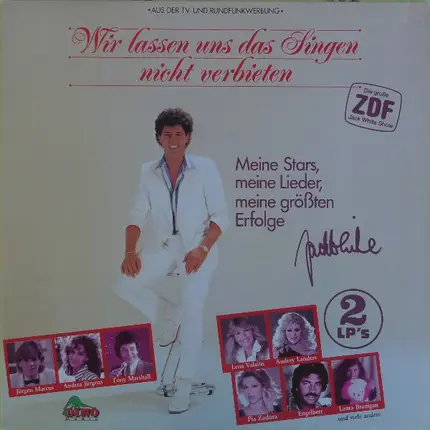 •AUS DER TV- UND RUNDFUNKWERBUNG•
Wir lassen uns das Singen
nicht verbieten
Die große
ZDF
Jack White Show
Meine Stars,
meine Lieder,
meine größten
Erfolge
2
LP's
Jürgen Marcus
Andrea Jürgens
Tony Marshall
Lena Valaitis
Audrey Landers
Pia Zadora
Engelbert
Laura Branigan
und viele andere